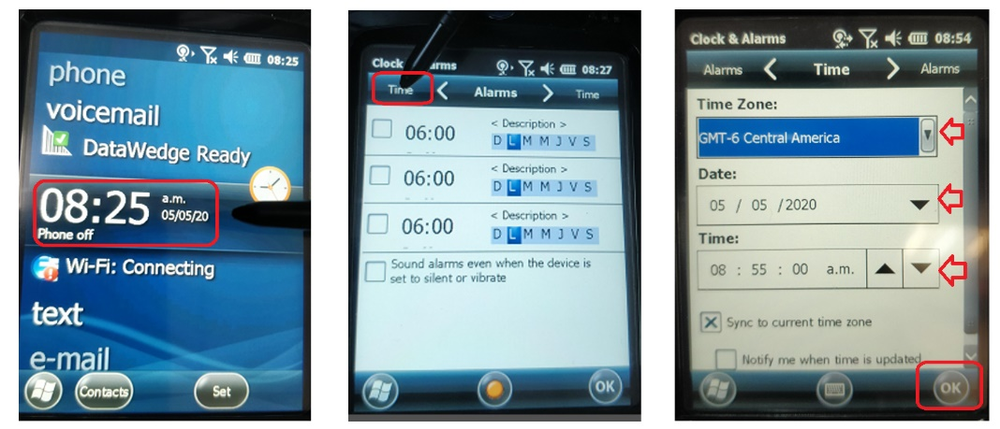 08:25
phone
voicemail
DataWedge Ready
08:25 a.m.
05/05/20
Phone off
Wi-Fi: Connecting
text
e-mail
Contacts Set
Clock arms 08:27
Time Alarms Time
06:00 < Description >
D L M M J V S
06:00 < Description >
D L M M J V S
06:00 < Description >
D L M M J V S
Sound alarms even when the device is
set to silent or vibrate
OK
Clock & Alarms 08:54
Alarms Time Alarms
Time Zone:
GMT-6 Central America
Date:
05 / 05 /2020
Time:
08 : 55 : 00 a.m.
Sync to current time zone
Notify me when time is updated
OK